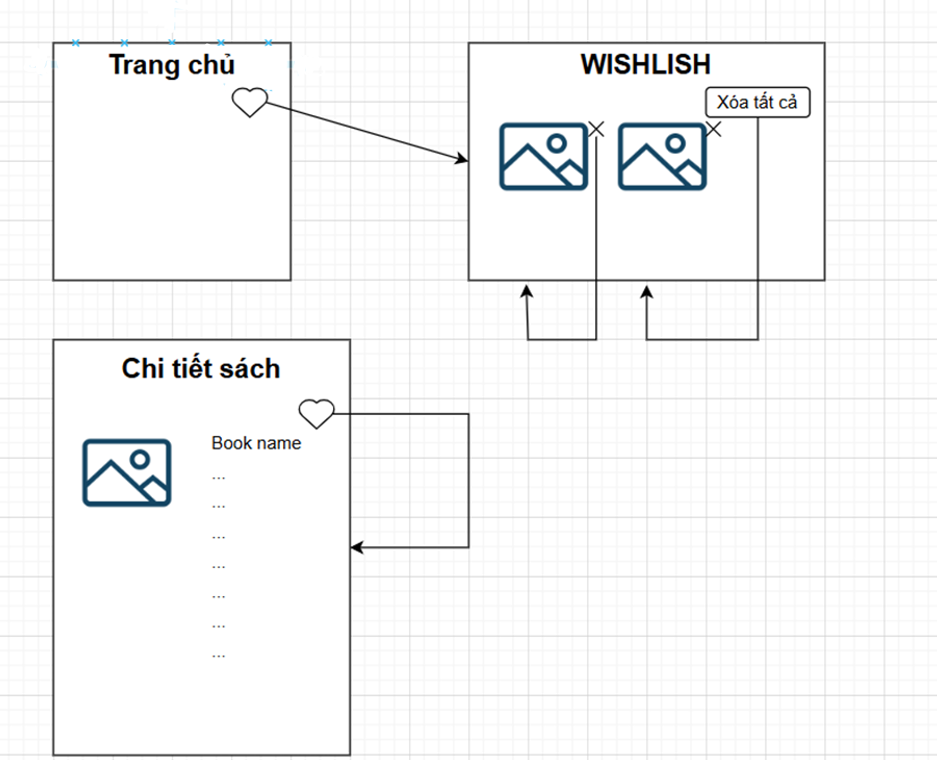 Trang chủ
WISHLISH
Xóa tất cả
Chi tiết sách
Book name
...
...
...
...
...
...
...